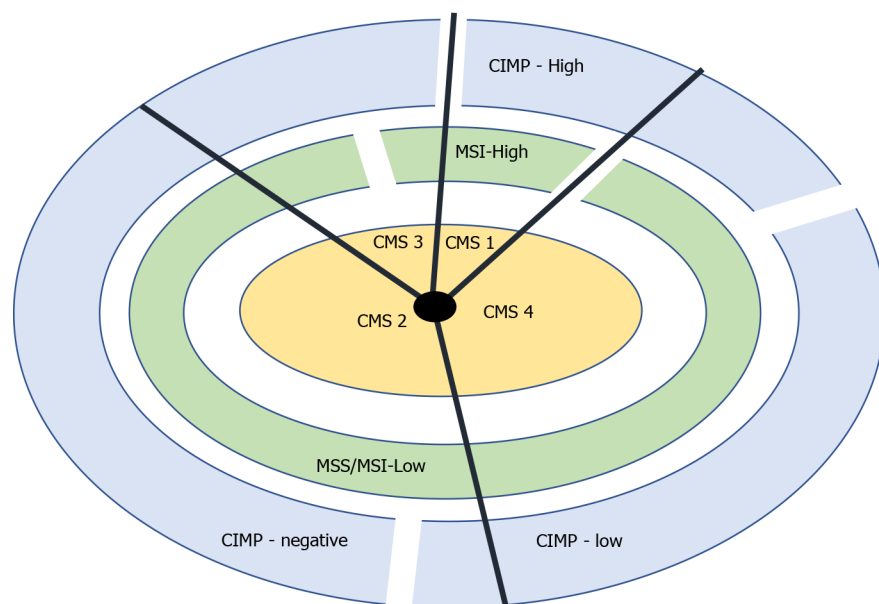 CIMP - High
MSI-High
CMS 3
CMS 1
CMS 2
CMS 4
MSS/MSI-Low
CIMP - negative
CIMP - low